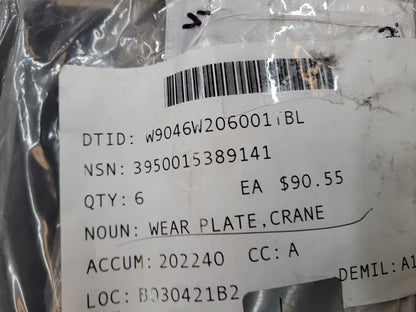 DTID: W9046W206001TBL
NSN: 3950015389141
QTY: 6 EA $90.55
NOUN: WEAR PLATE,CRANE
ACCUM: 202240 CC: A
DEMIL: A1
LOC: B030421B2